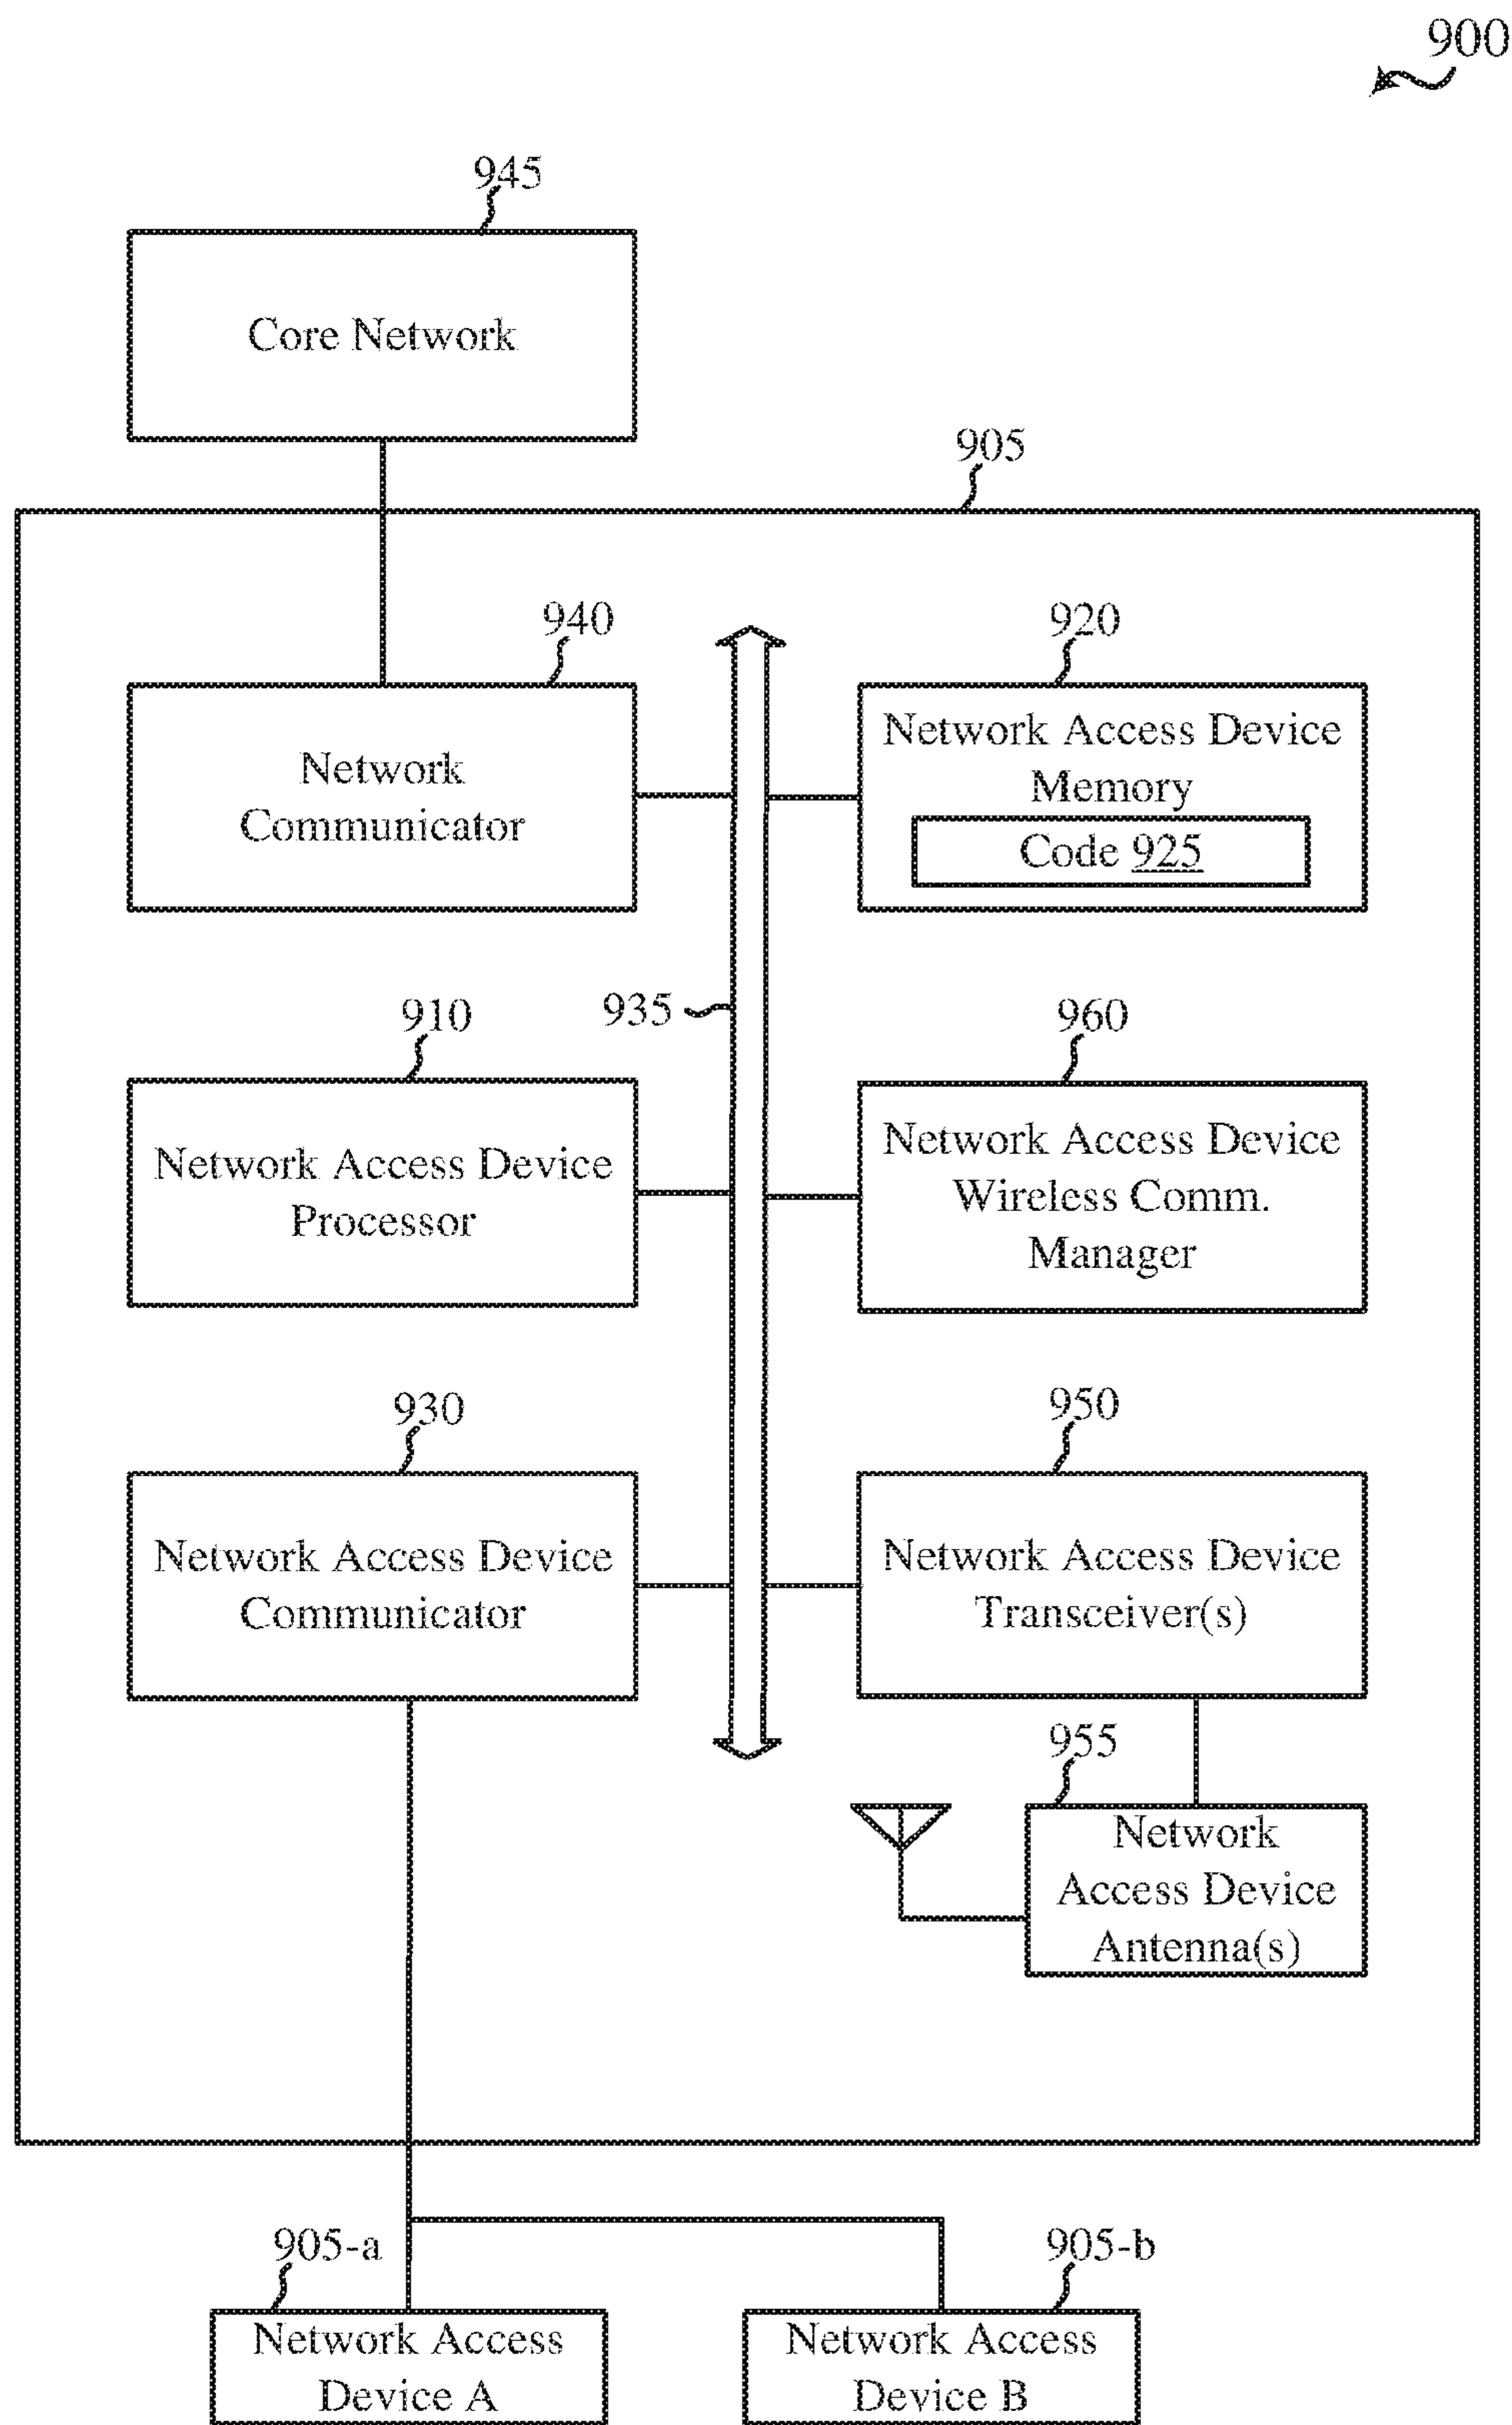 900
945
Core Network
905
940
920
Network
Communicator
Network Access Device
Memory
Code 925
910
935
960
Network Access Device
Processor
Network Access Device
Wireless Comm.
Manager
930
950
Network Access Device
Communicator
Network Access Device
Transceiver(s)
955
Network
Access Device
Antenna(s)
905-a
905-b
Network Access
Device A
Network Access
Device B